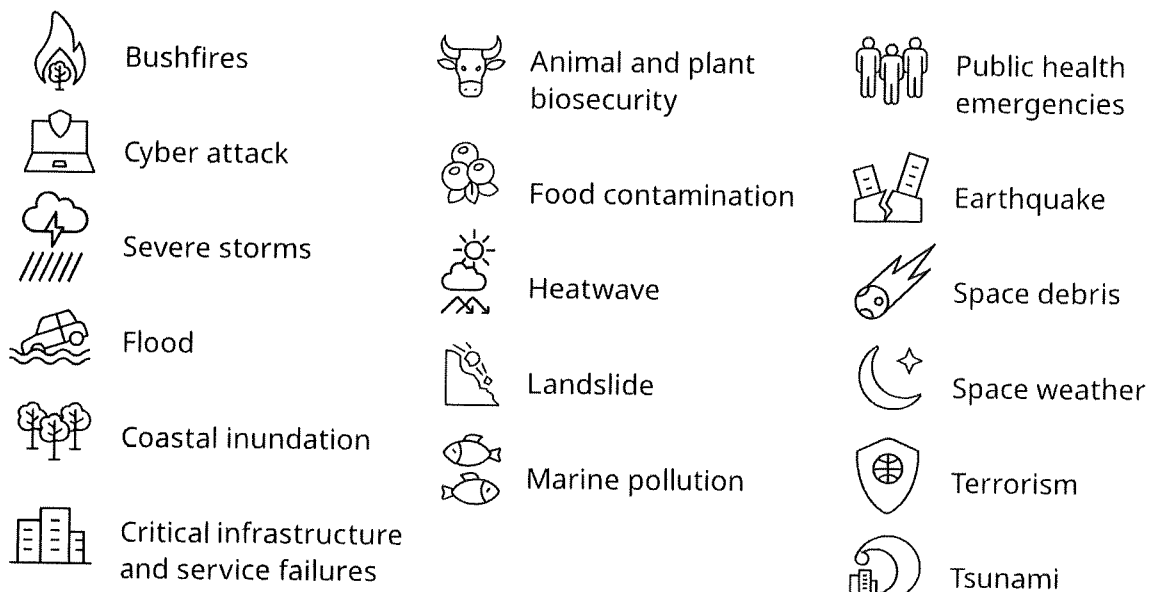 Bushfires
Cyber attack
Severe storms
Flood
Coastal inundation
Critical infrastructure
and service failures
Animal and plant
biosecurity
Food contamination
Heatwave
Landslide
Marine pollution
Public health
emergencies
Earthquake
Space debris
Space weather
Terrorism
Tsunami